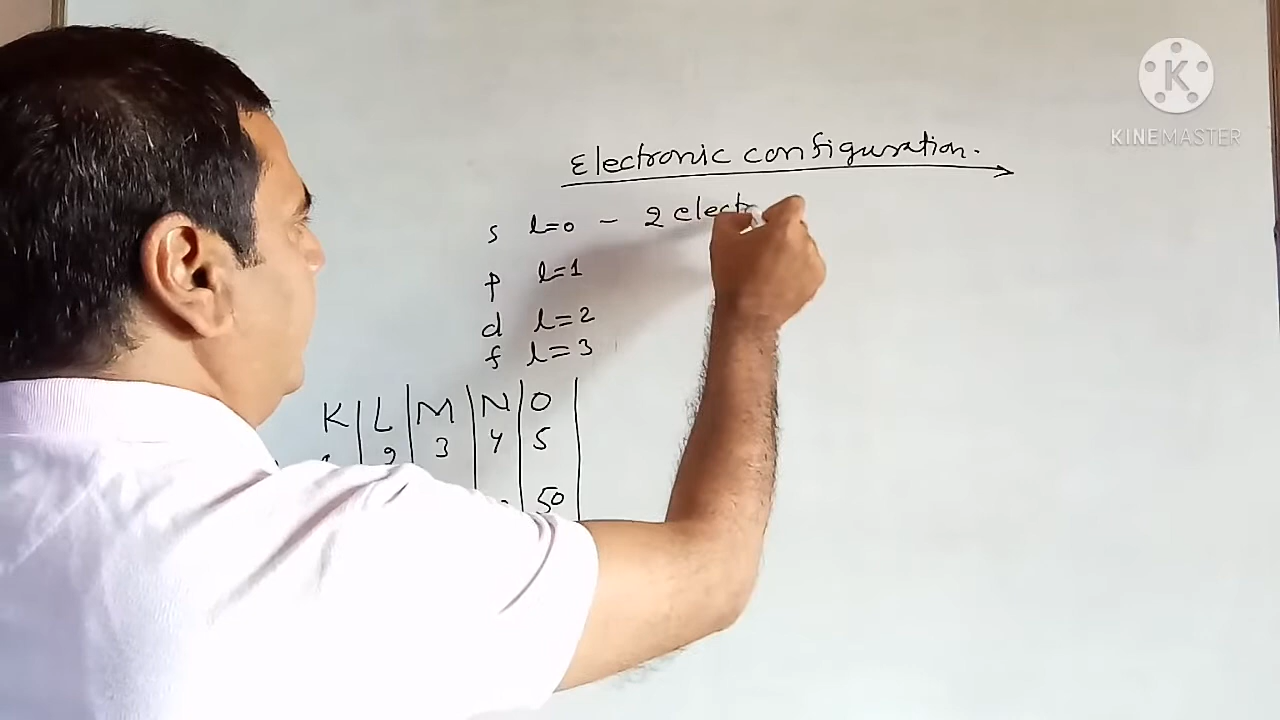 KINEMASTER
Electronic configuration.
s l=0 - 2 elect
p l=1
d l=2
f l=3
K L M N O
2 3 4 5
50